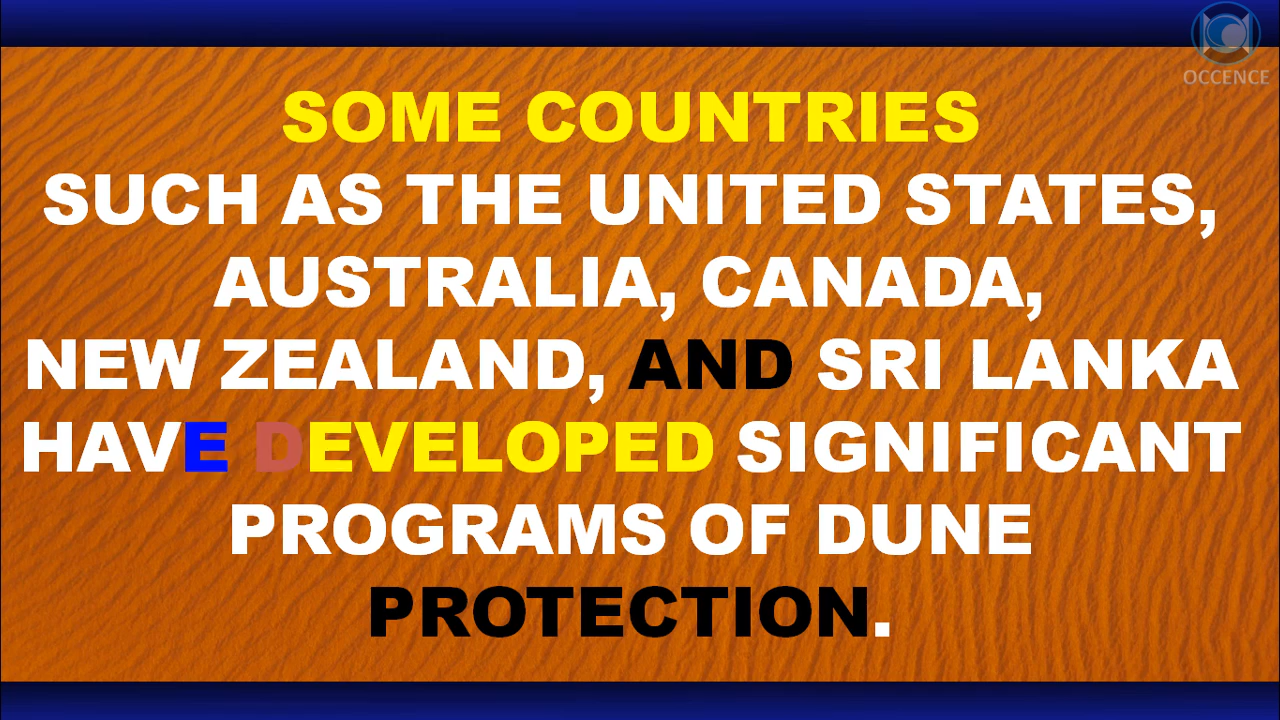 OCCENCE
SOME COUNTRIES
SUCH AS THE UNITED STATES,
AUSTRALIA, CANADA,
NEW ZEALAND, AND SRI LANKA
HAVE DEVELOPED SIGNIFICANT
PROGRAMS OF DUNE
PROTECTION.